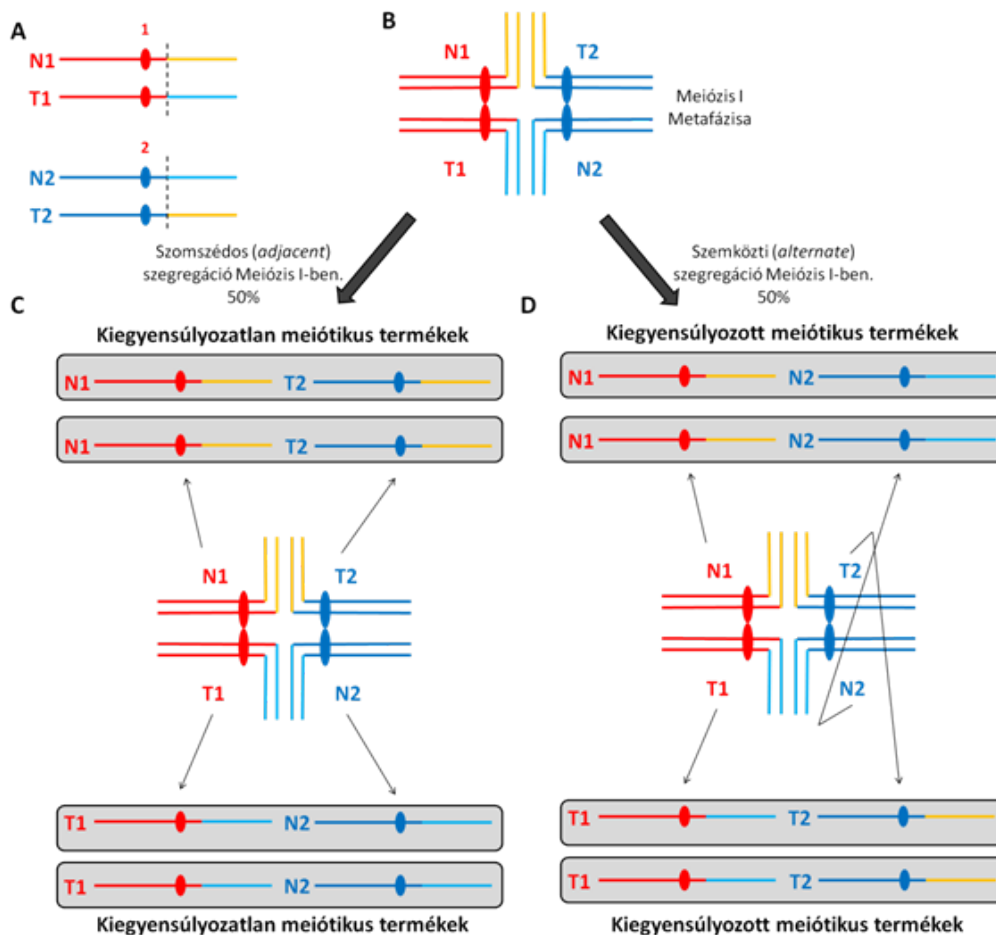 A
1
N1
T1
2
N2
T2
B
N1
T2
T1
N2
Meiózis I
Metafázisa
Szomszédos (adjacent)
szegregáció Meiózis I-ben.
50%
Szemközti (alternate)
szegregáció Meiózis I-ben.
50%
C
Kiegyensúlyozatlan meiótikus termékek
N1
T2
N1
T2
N1
T2
T1
N2
T1
N2
T1
N2
Kiegyensúlyozatlan meiótikus termékek
D
Kiegyensúlyozott meiótikus termékek
N1
N2
N1
N2
N1
T2
T1
N2
T1
T2
T1
T2
Kiegyensúlyozott meiótikus termékek